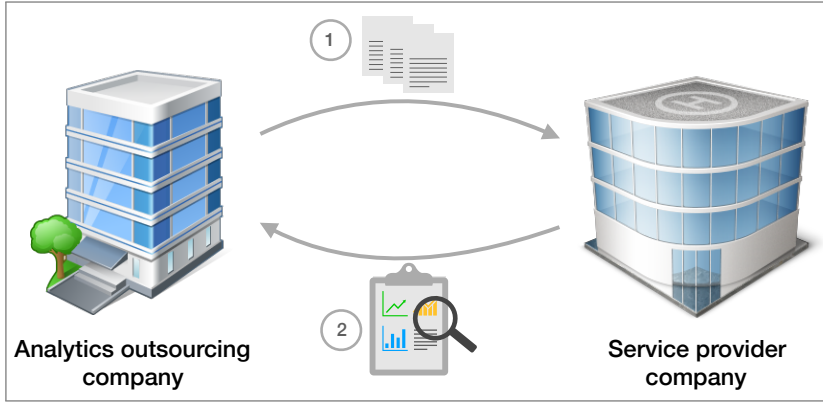 1
Analytics outsourcing
company
2
Service provider
company
H